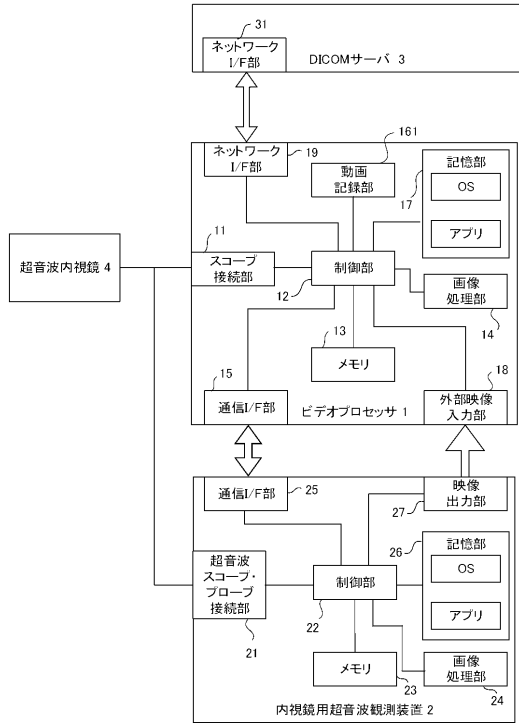 31
ネットワーク
I/F部
DICOMサーバ 3
ネットワーク
I/F部
19
161
動画
記録部
17
記憶部
OS
アプリ
超音波内視鏡 4
11
スコープ
接続部
制御部
12
画像
処理部
14
13
メモリ
15
通信I/F部
ビデオプロセッサ 1
18
外部映像
入力部
通信I/F部
25
映像
出力部
27
超音波
スコープ・
プローブ
接続部
21
制御部
22
26
記憶部
OS
アプリ
メモリ
23
画像
処理部
24
内視鏡用超音波観測装置 2